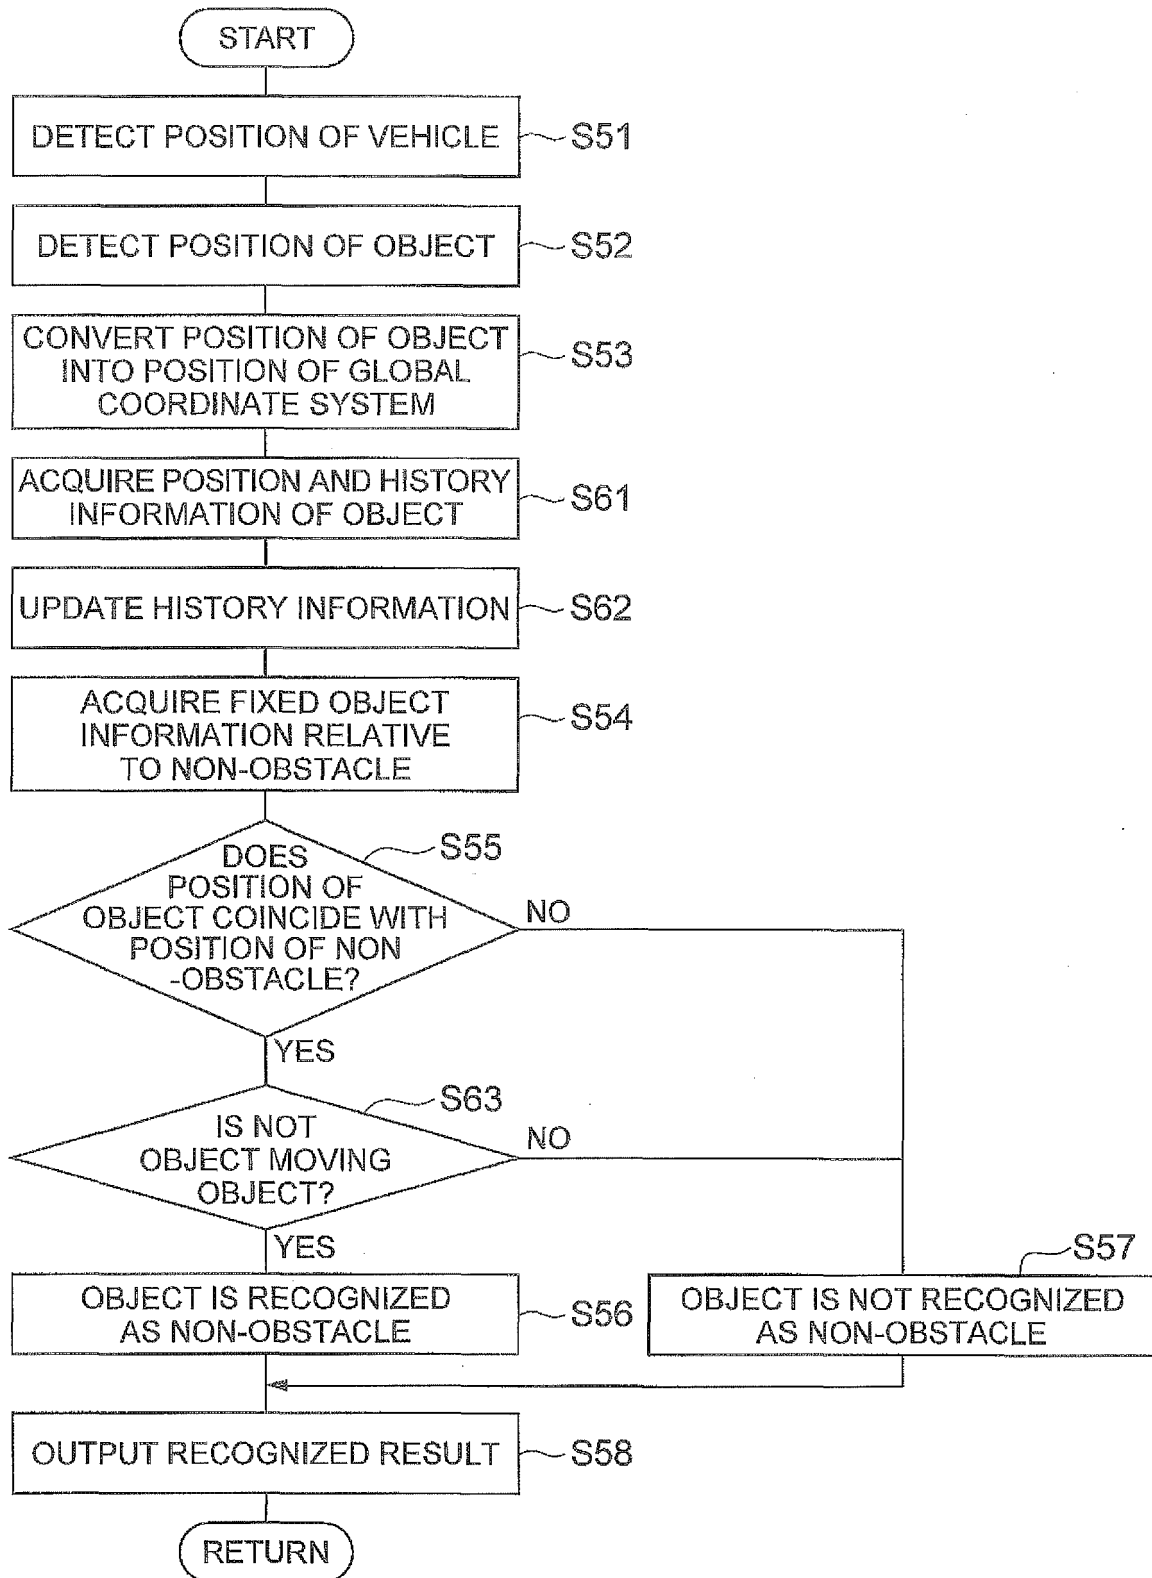 START
DETECT POSITION OF VEHICLE
S51
DETECT POSITION OF OBJECT
S52
CONVERT POSITION OF OBJECT
INTO POSITION OF GLOBAL
COORDINATE SYSTEM
S53
ACQUIRE POSITION AND HISTORY
INFORMATION OF OBJECT
S61
UPDATE HISTORY INFORMATION
S62
ACQUIRE FIXED OBJECT
INFORMATION RELATIVE
TO NON-OBSTACLE
S54
S55
DOES
POSITION OF
OBJECT COINCIDE WITH
POSITION OF NON
-OBSTACLE?
NO
YES
S63
IS NOT
OBJECT MOVING
OBJECT?
NO
YES
OBJECT IS RECOGNIZED
AS NON-OBSTACLE
S56
S57
OBJECT IS NOT RECOGNIZED
AS NON-OBSTACLE
OUTPUT RECOGNIZED RESULT
S58
RETURN